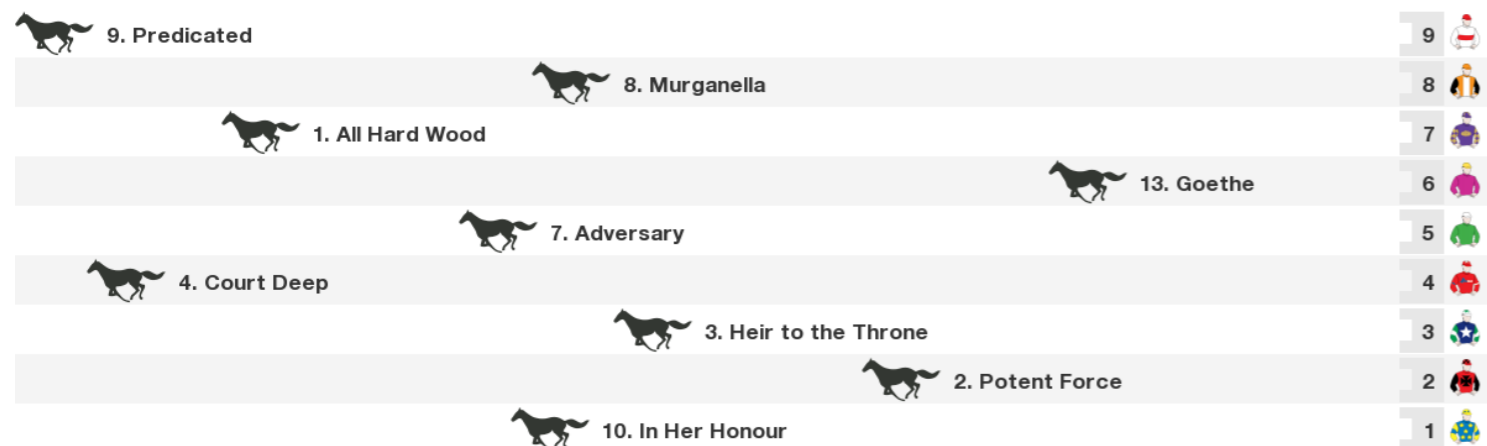 9. Predicated 9
8. Murganella 8
1. All Hard Wood 7
13. Goethe 6
7. Adversary 5
4. Court Deep 4
3. Heir to the Throne 3
2. Potent Force 2
10. In Her Honour 1